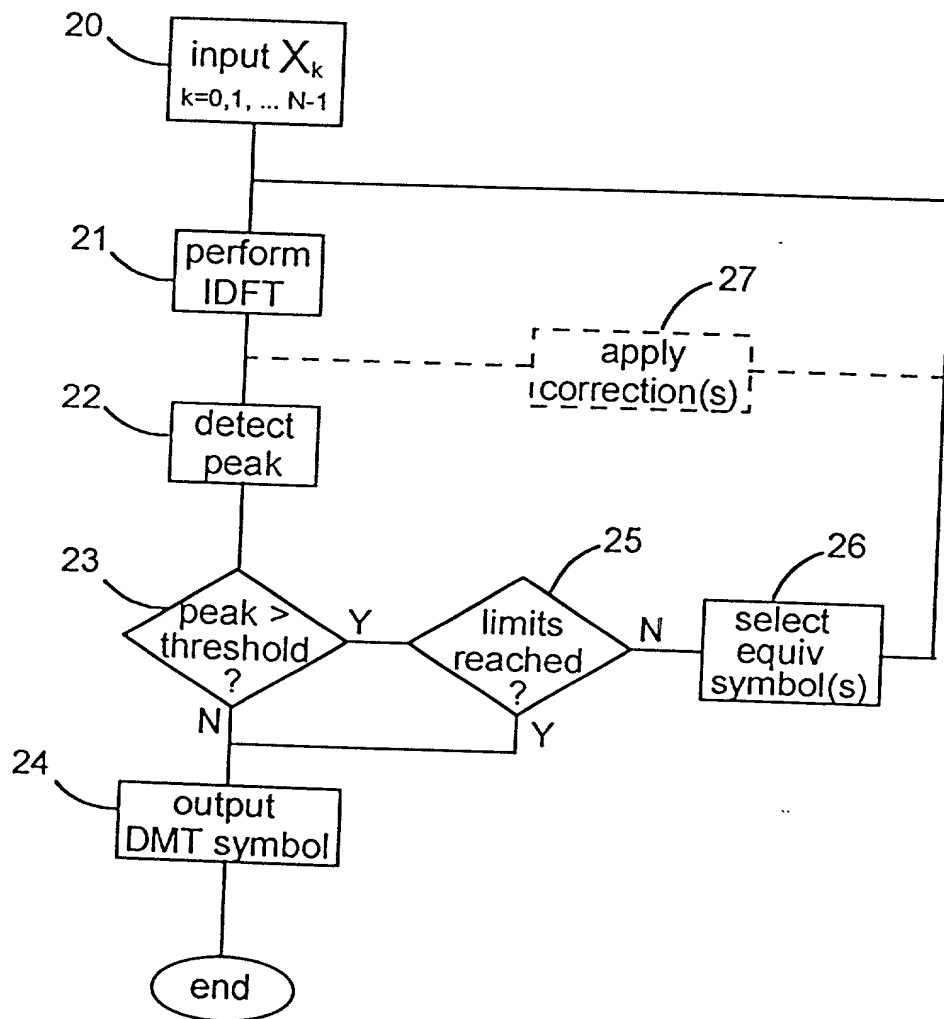 20
input Xk
k=0,1, ... N-1
21
perform
IDFT
27
apply
correction(s)
22
detect
peak
23
peak >
threshold
?
Y
N
25
limits
reached
?
N
Y
26
select
equiv
symbol(s)
24
output
DMT symbol
end